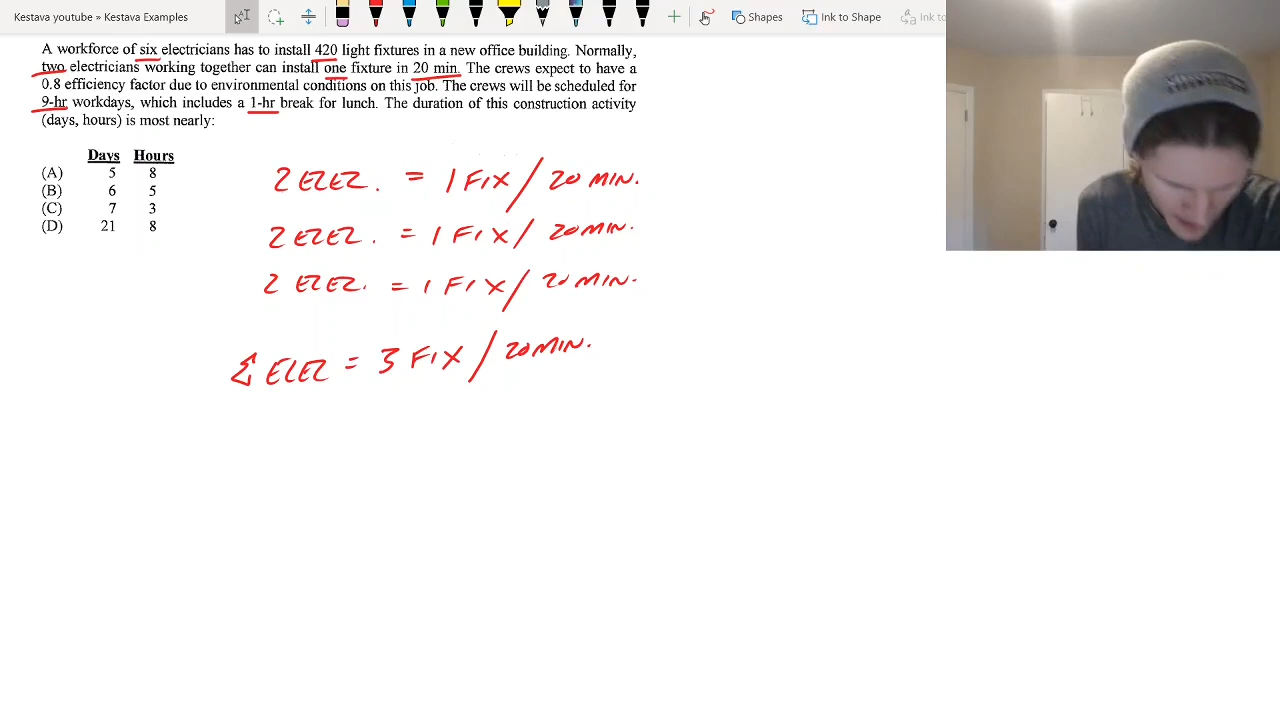 Kestava youtube » Kestava Examples
Shapes
Ink to Shape
Ink to
A workforce of six electricians has to install 420 light fixtures in a new office building. Normally,
two electricians working together can install one fixture in 20 min. The crews expect to have a
0.8 efficiency factor due to environmental conditions on this job. The crews will be scheduled for
9-hr workdays, which includes a 1-hr break for lunch. The duration of this construction activity
(days, hours) is most nearly:
Days Hours
(A) 5 8
(B) 6 5
(C) 7 3
(D) 21 8
2 ELEC. = 1 FIX / 20 MIN.
2 ELEC. = 1 FIX / 20 MIN.
2 ELEC. = 1 FIX / 20 MIN.
Σ ELEC = 3 FIX / 20 MIN.